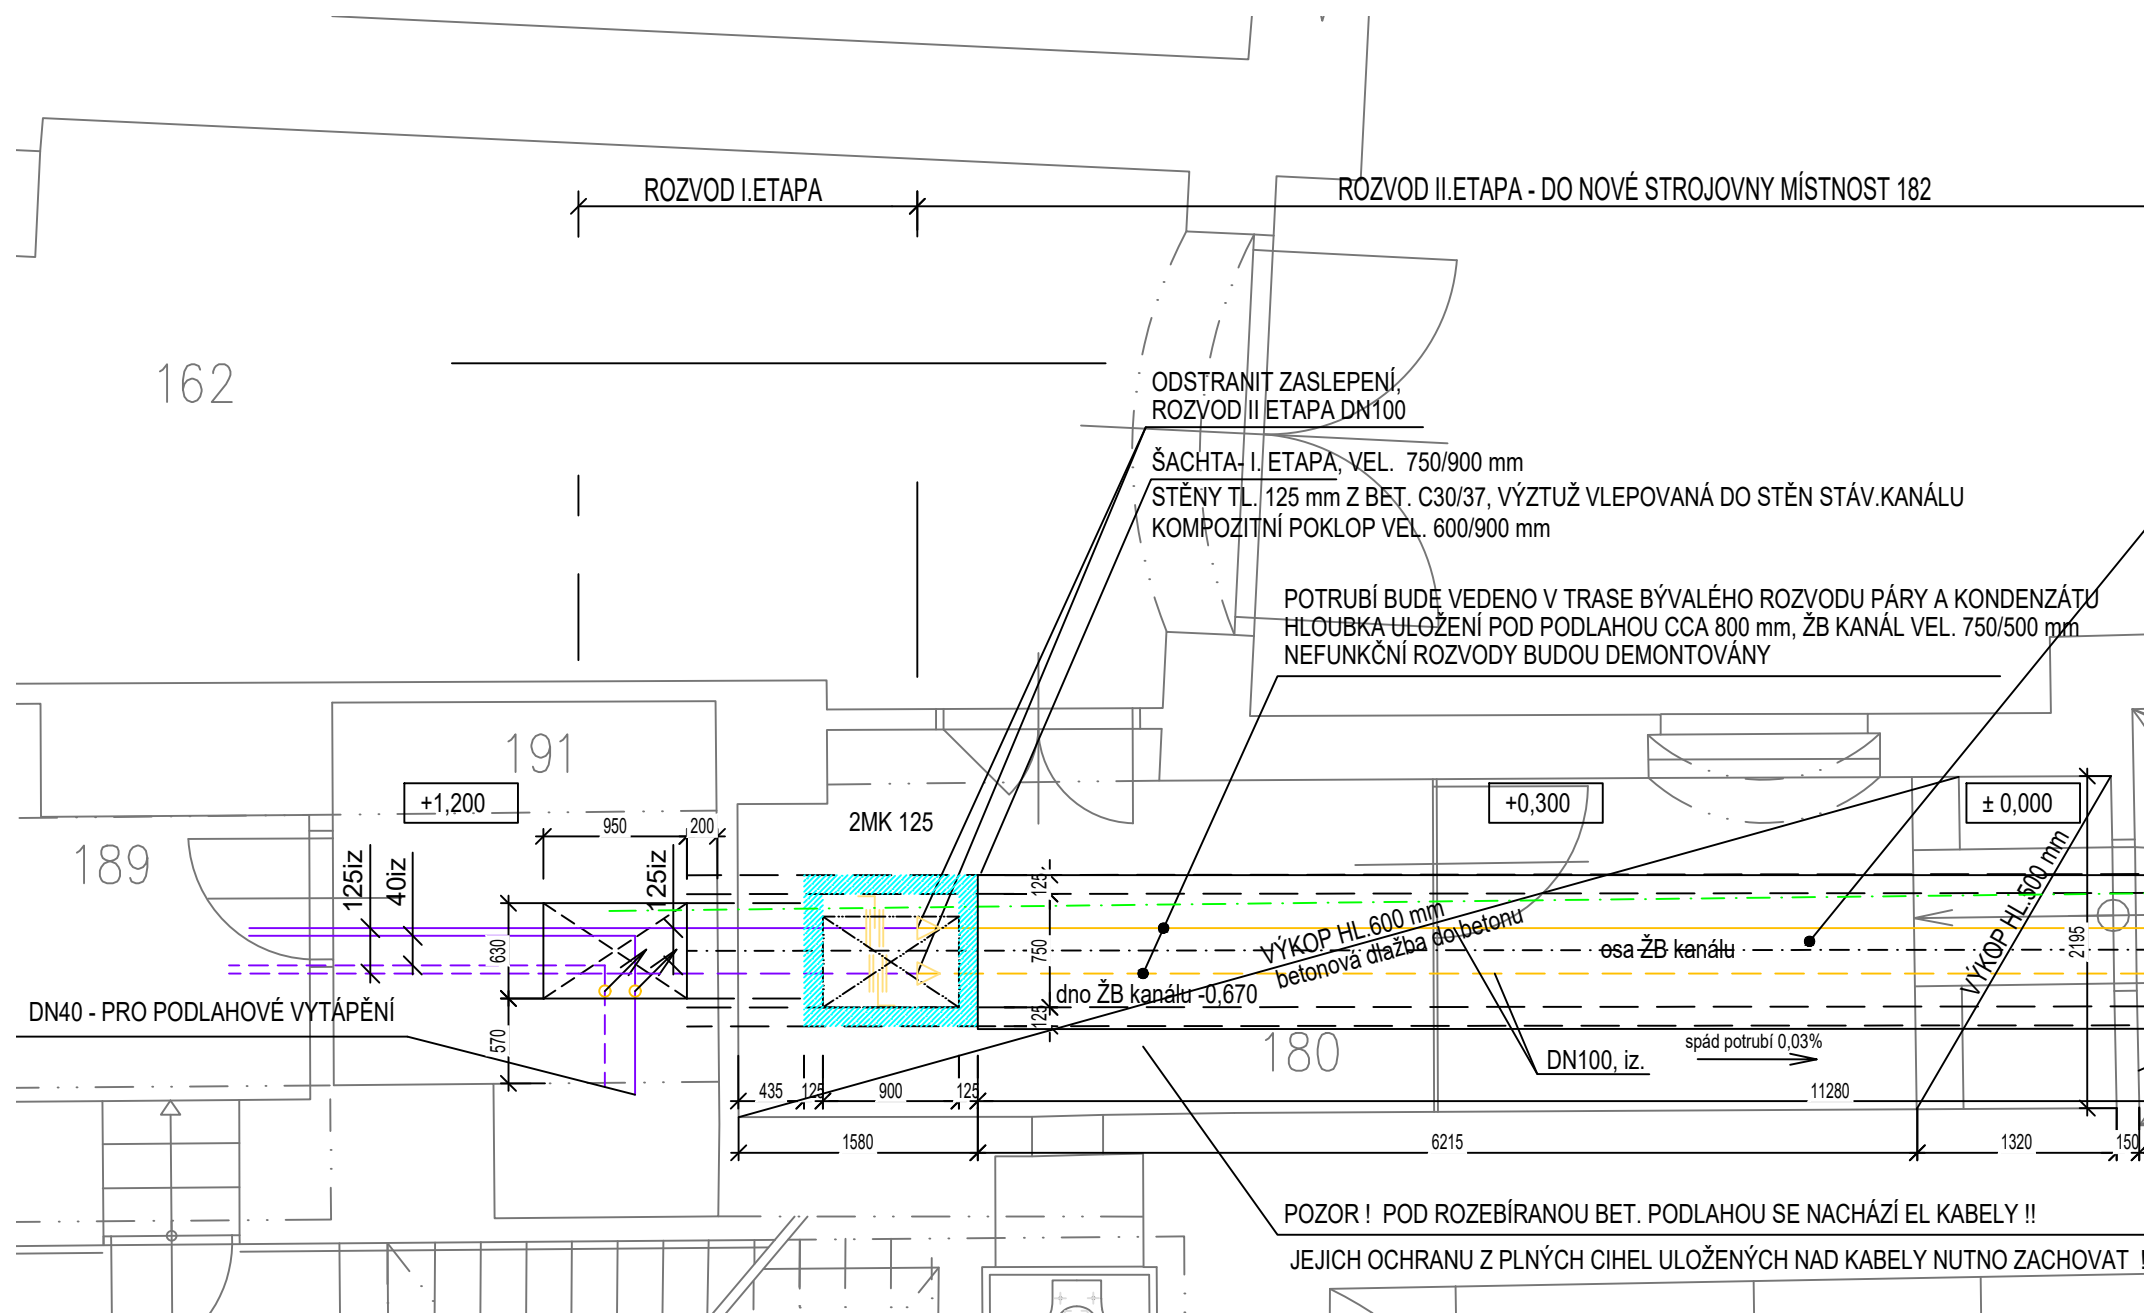 ROZVOD I.ETAPA
ROZVOD II.ETAPA - DO NOVÉ STROJOVNY MÍSTNOST 182
162
ODSTRANIT ZASLEPENÍ,
ROZVOD II ETAPA DN100
ŠACHTA- I. ETAPA, VEL. 750/900 mm
STĚNY TL. 125 mm Z BET. C30/37, VÝZTUŽ VLEPOVANÁ DO STĚN STÁV.KANÁLU
KOMPOZITNÍ POKLOP VEL. 600/900 mm
POTRUBÍ BUDE VEDENO V TRASE BÝVALÉHO ROZVODU PÁRY A KONDENZÁTU
HLOUBKA ULOŽENÍ POD PODLAHOU CCA 800 mm, ŽB KANÁL VEL. 750/500 mm
NEFUNKČNÍ ROZVODY BUDOU DEMONTOVÁNY
191
+1,200
+0,300
± 0,000
950
200
2MK 125
189
125iz
40iz
125iz
125
630
750
2195
VÝKOP HL.600 mm
betonová dlažba do betonu
osa ŽB kanálu
VÝKOP HL.500 mm
dno ŽB kanálu -0,670
125
DN40 - PRO PODLAHOVÉ VYTÁPĚNÍ
570
180
DN100, iz.
spád potrubí 0,03%
435
125
900
125
11280
1580
6215
1320
150
POZOR ! POD ROZEBÍRANOU BET. PODLAHOU SE NACHÁZÍ EL KABELY !!
JEJICH OCHRANU Z PLNÝCH CIHEL ULOŽENÝCH NAD KABELY NUTNO ZACHOVAT !